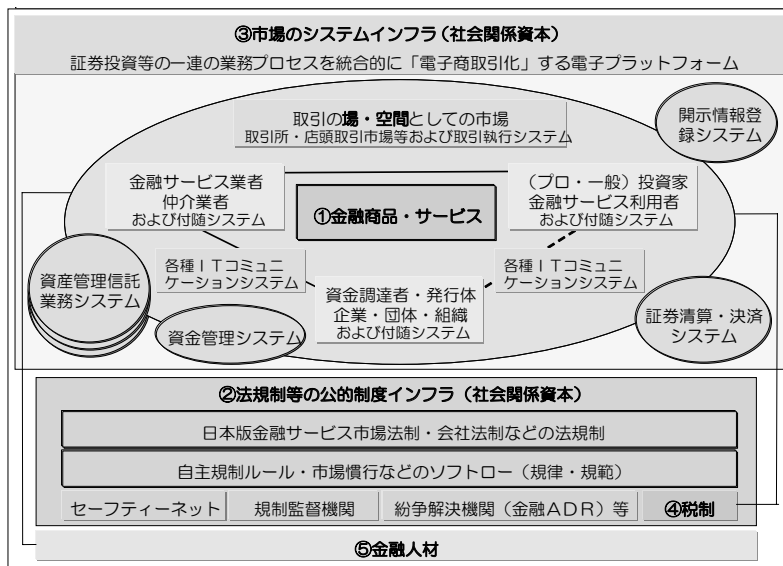 ③市場のシステムインフラ(社会関係資本)
証券投資等の一連の業務プロセスを統合的に「電子商取引化」する電子プラットフォーム
取引の場・空間としての市場
取引所・店頭取引市場等および取引執行システム
開示情報登
録システム
金融サービス業者
仲介業者
および付随システム
①金融商品・サービス
(プロ・一般)投資家
金融サービス利用者
および付随システム
資産管理信託
業務システム
各種ITコミュニ
ケーションシステム
資金調達者・発行体
企業・団体・組織
および付随システム
各種ITコミュニ
ケーションシステム
資金管理システム
証券清算・決済
システム
②法規制等の公的制度インフラ(社会関係資本)
日本版金融サービス市場法制・会社法制などの法規制
自主規制ルール・市場慣行などのソフトロー(規律・規範)
セーフティーネット
規制監督機関
紛争解決機関(金融ADR)等
④税制
⑤金融人材